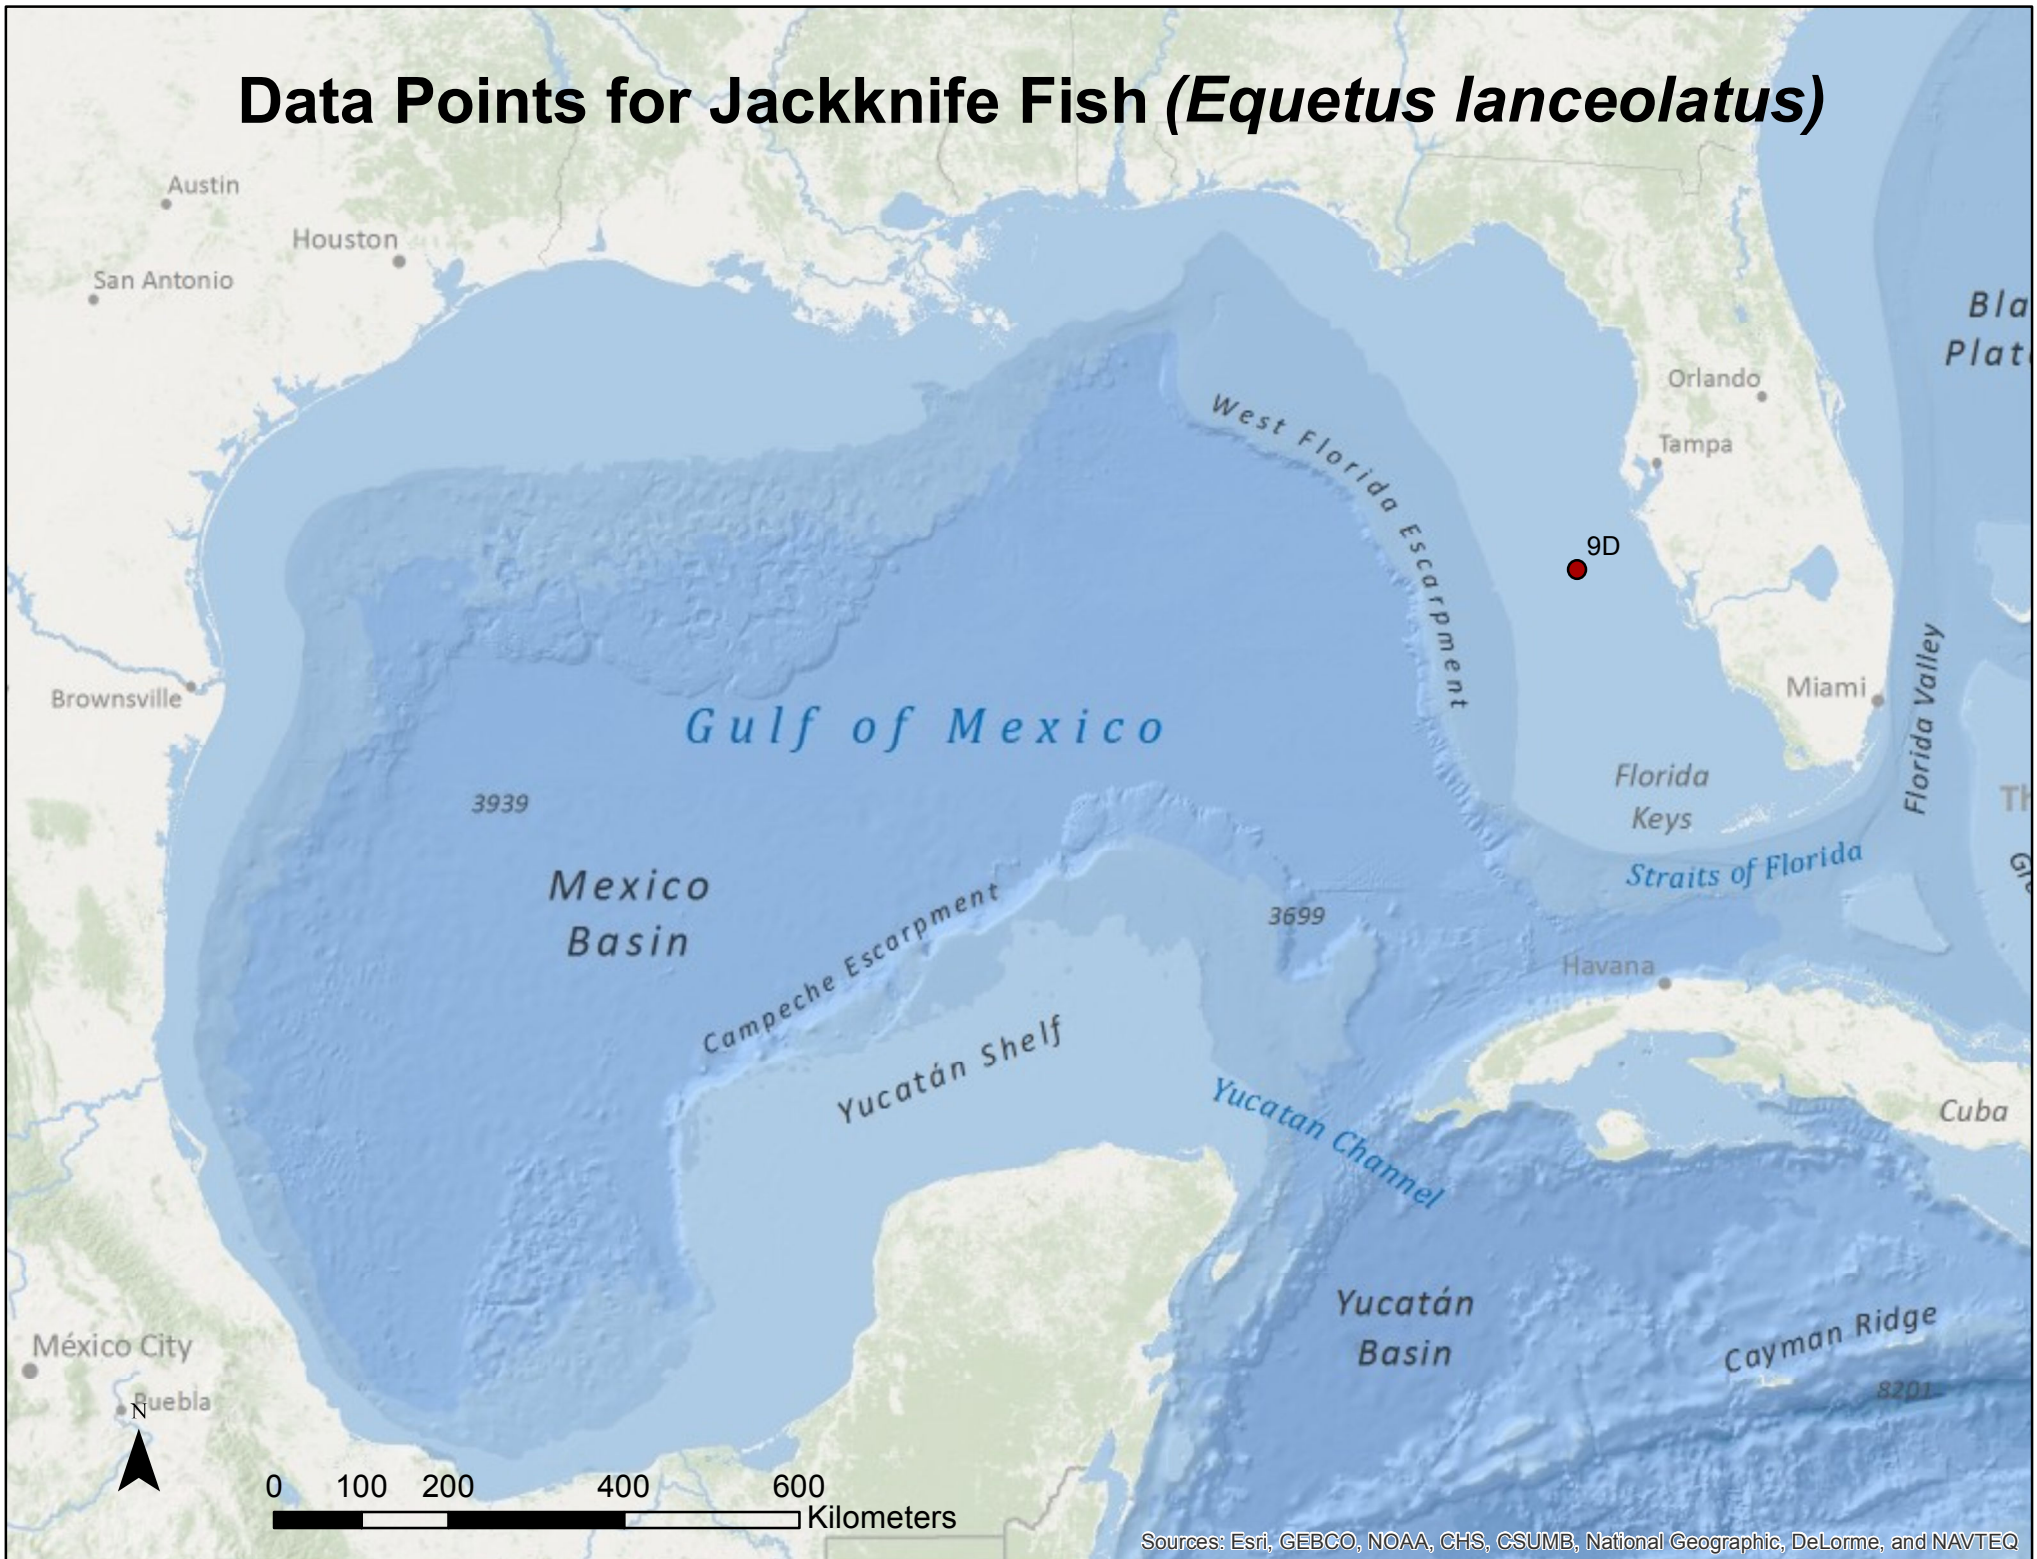 Data Points for Jackknife Fish (Equetus lanceolatus)
Austin
Houston
San Antonio
Bla
Plat
Orlando
Tampa
West Florida Escarpment
9D
Brownsville
Miami
Florida Valley
Gulf of Mexico
Florida
Keys
3939
Straits of Florida
Mexico
Basin
Campeche Escarpment
3699
Havana
Yucatán Shelf
Yucatan Channel
Cuba
Yucatán
Basin
Cayman Ridge
8201
México City
Puebla
N
0 100 200 400 600
Kilometers
Sources: Esri, GEBCO, NOAA, CHS, CSUMB, National Geographic, DeLorme, and NAVTEQ